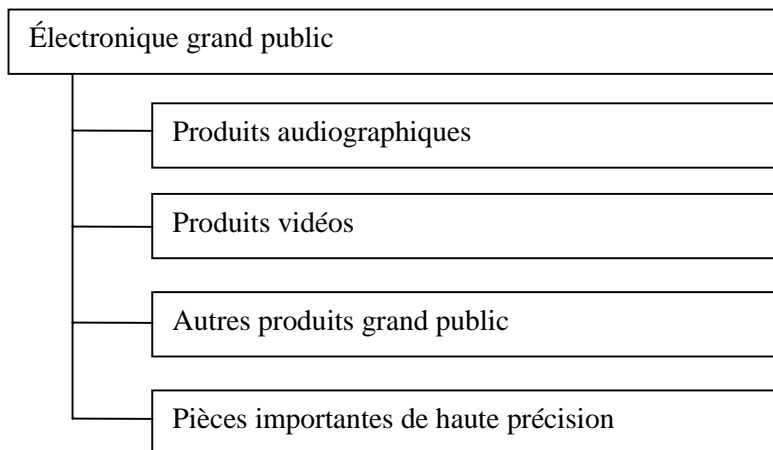 Électronique grand public
Produits audiographiques
Produits vidéos
Autres produits grand public
Pièces importantes de haute précision